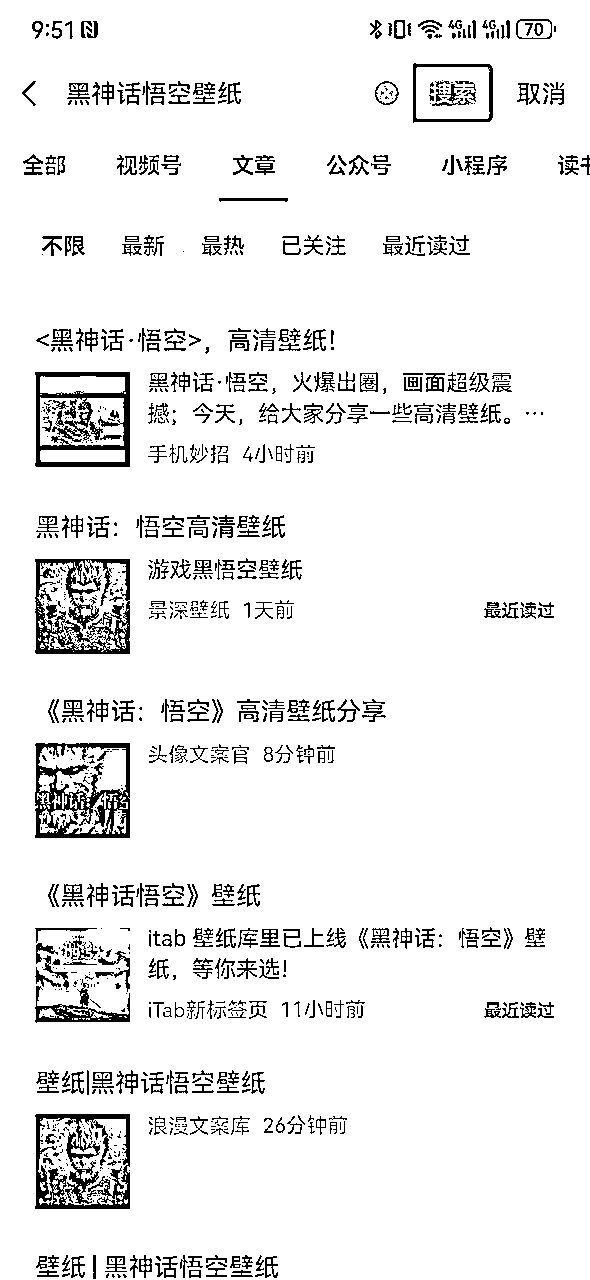 9:51
4G 4G 70
黑神话悟空壁纸 搜索 取消
全部 视频号 文章 公众号 小程序 读书
不限 最新 最热 已关注 最近读过
<黑神话·悟空>，高清壁纸!
黑神话·悟空，火爆出圈，画面超级震
撼；今天，给大家分享一些高清壁纸。…
手机妙招 4小时前
黑神话：悟空高清壁纸
游戏黑悟空壁纸
景深壁纸 1天前 最近读过
《黑神话：悟空》高清壁纸分享
头像文案官 8分钟前
黑神话 悟空
《黑神话悟空》壁纸
itab 壁纸库里已上线《黑神话：悟空》壁
纸，等你来选!
iTab新标签页 11小时前 最近读过
壁纸|黑神话悟空壁纸
浪漫文案库 26分钟前
壁纸 | 黑神话悟空壁纸